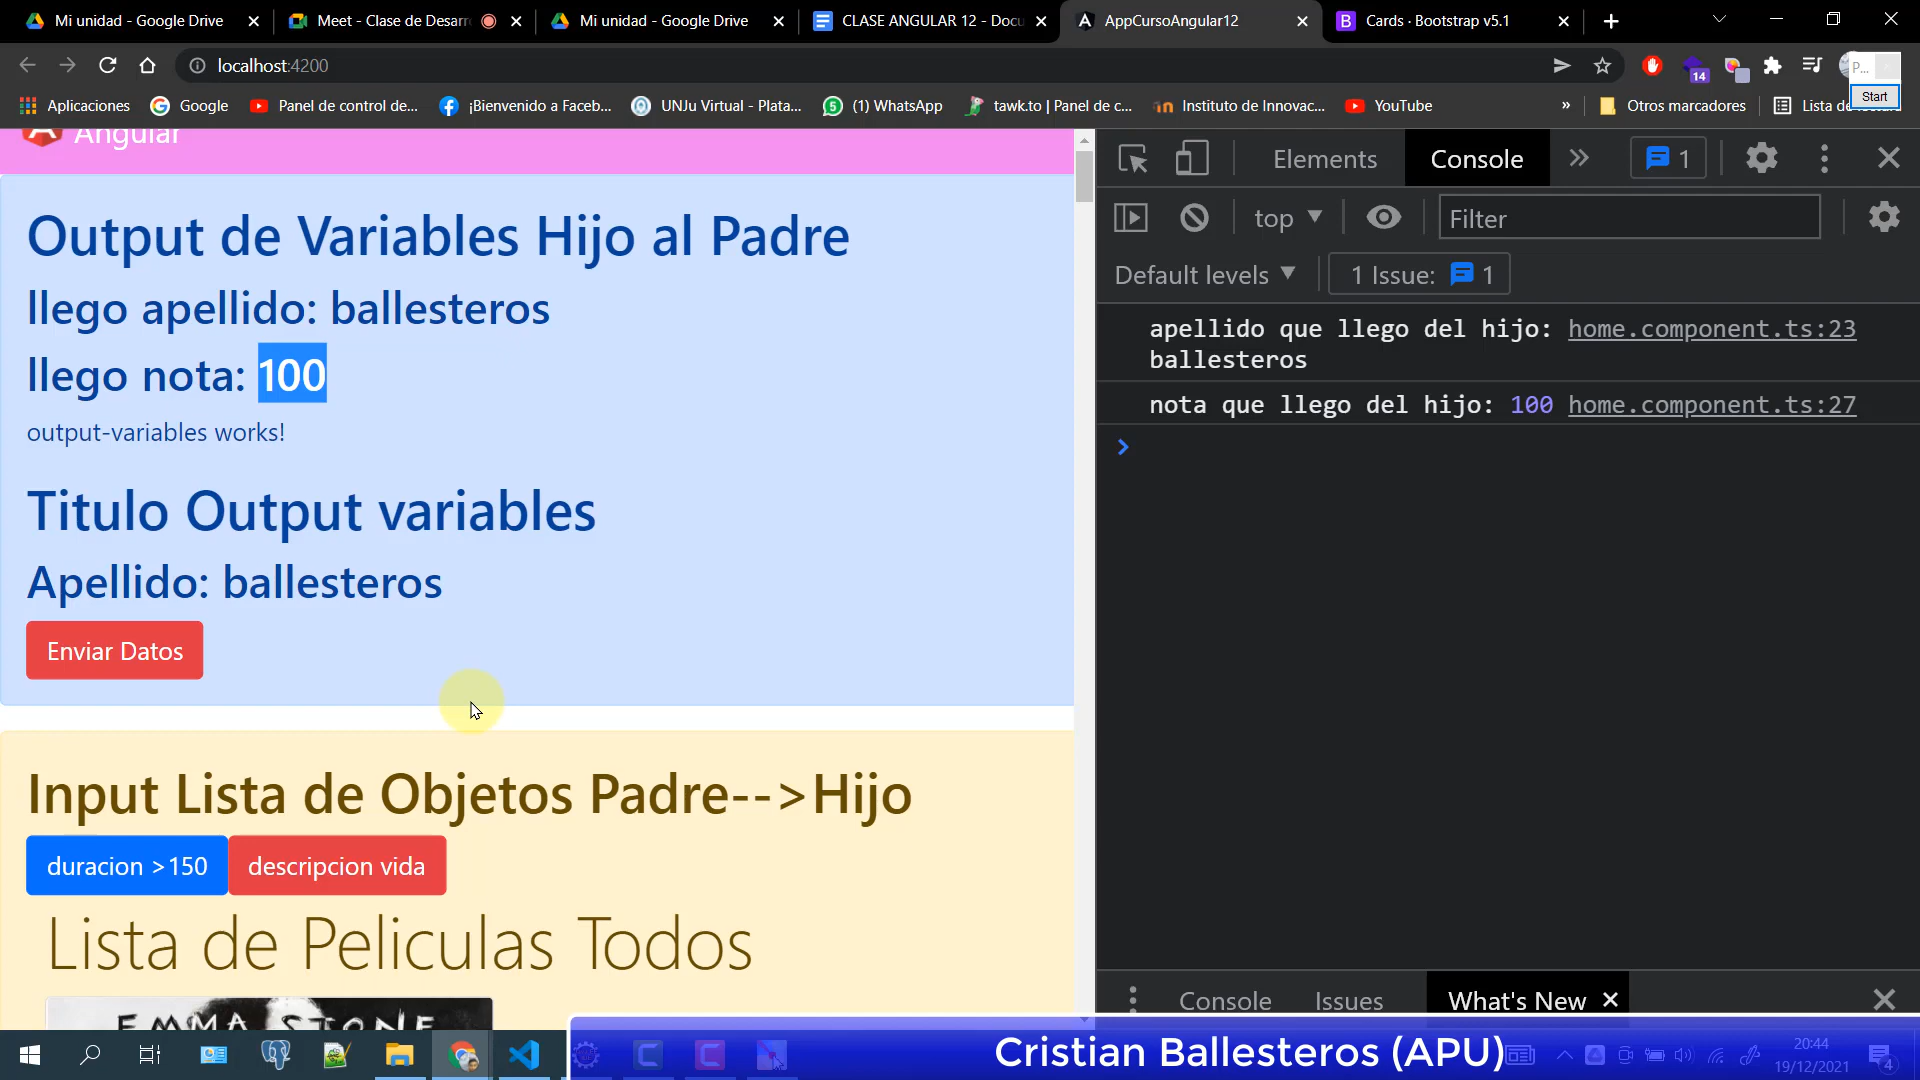 Mi unidad - Google Drive
Meet - Clase de Desarr
Mi unidad - Google Drive
CLASE ANGULAR 12 - Docu
AppCursoAngular12
Cards · Bootstrap v5.1
localhost:4200
14
P...
Start
Aplicaciones
Google
Panel de control de...
¡Bienvenido a Faceb...
UNJu Virtual - Plata...
(1) WhatsApp
tawk.to | Panel de c...
Instituto de Innovac...
YouTube
»
Otros marcadores
Angular
Output de Variables Hijo al Padre
llego apellido: ballesteros
llego nota: 100
output-variables works!
Titulo Output variables
Apellido: ballesteros
Enviar Datos
Input Lista de Objetos Padre-->Hijo
duracion >150
descripcion vida
Lista de Peliculas Todos
EMMA STONE
Elements
Console
1
top
Filter
Default levels
1 Issue: 1
apellido que llego del hijo: home.component.ts:23
ballesteros
nota que llego del hijo: 100 home.component.ts:27
Console
Issues
What's New
Cristian Ballesteros (APU)
20:44
19/12/2021
4